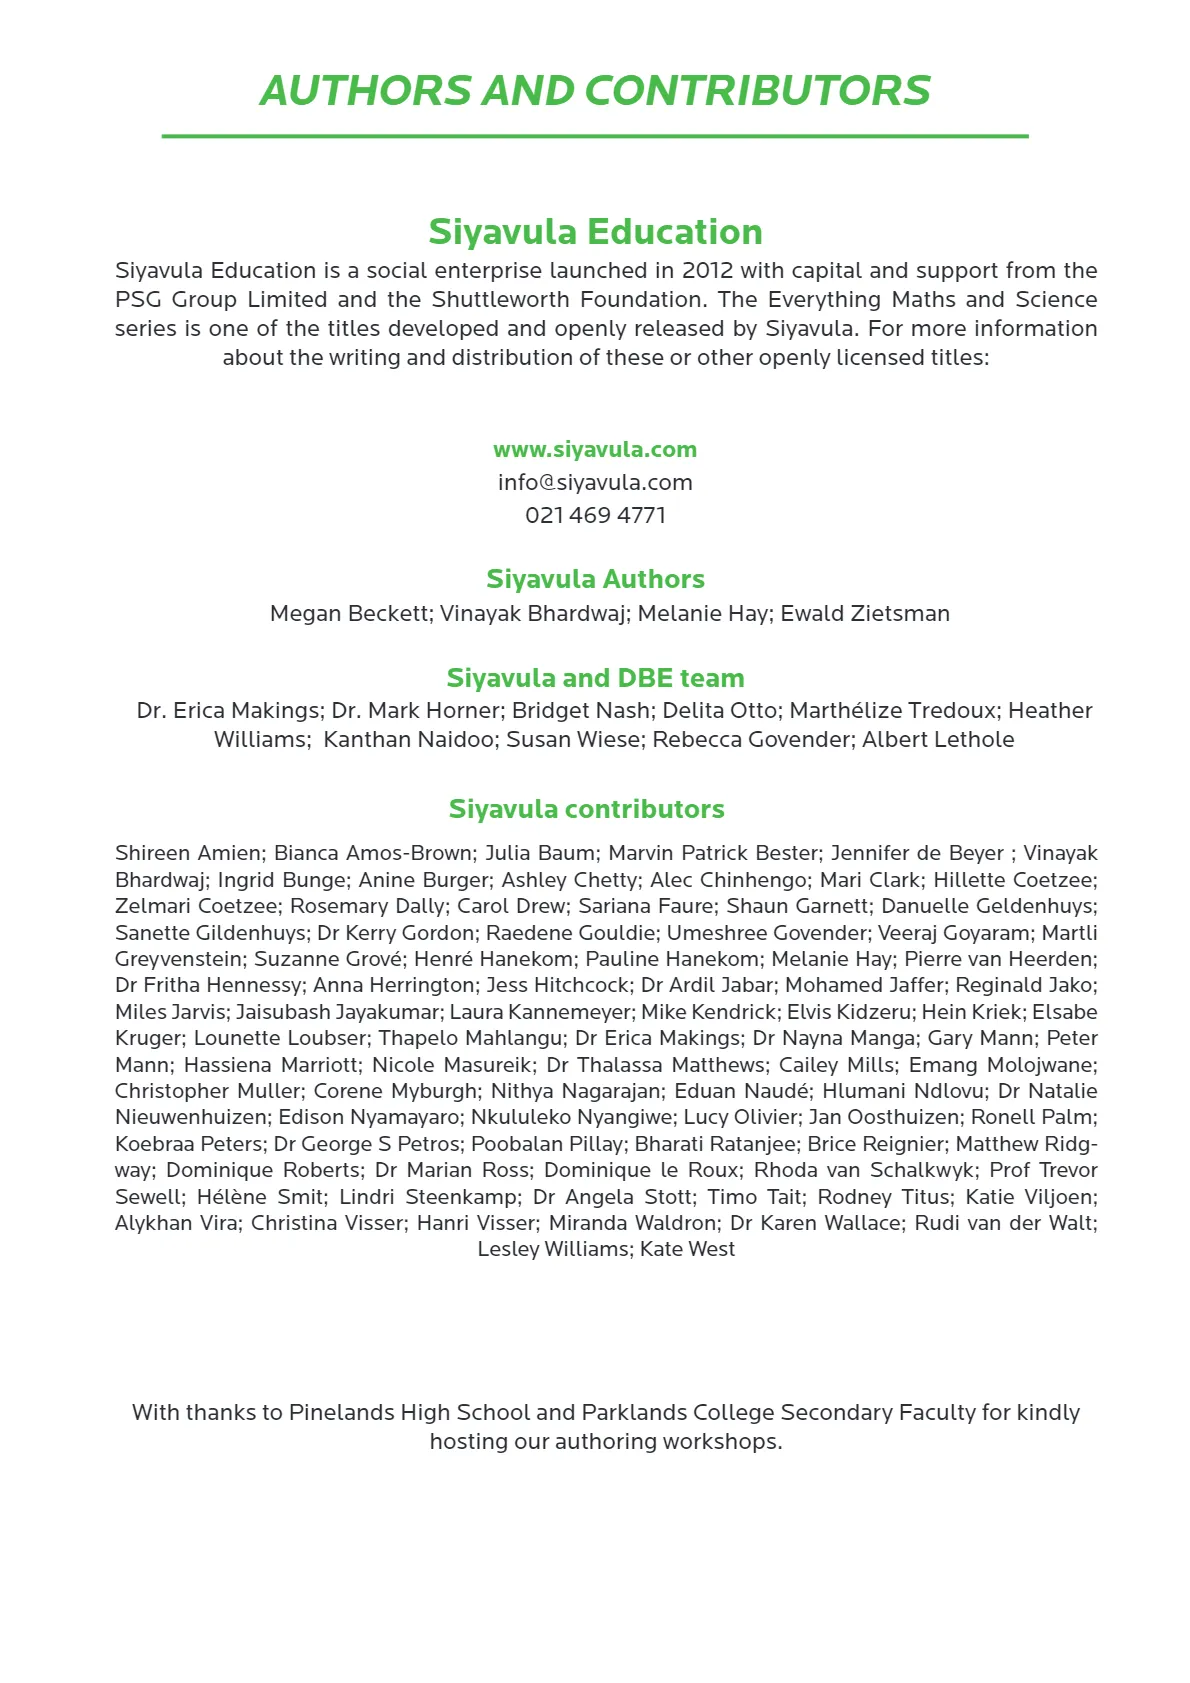 AUTHORS AND CONTRIBUTORS
Siyavula Education
Siyavula Education is a social enterprise launched in 2012 with capital and support from the
PSG Group Limited and the Shuttleworth Foundation. The Everything Maths and Science
series is one of the titles developed and openly released by Siyavula. For more information
about the writing and distribution of these or other openly licensed titles:
www.siyavula.com
info@siyavula.com
021 469 4771
Siyavula Authors
Megan Beckett; Vinayak Bhardwaj; Melanie Hay; Ewald Zietsman
Siyavula and DBE team
Dr. Erica Makings; Dr. Mark Horner; Bridget Nash; Delita Otto; Marthélize Tredoux; Heather
Williams;  Kanthan Naidoo; Susan Wiese; Rebecca Govender; Albert Lethole
Siyavula contributors
Shireen Amien; Bianca Amos-Brown; Julia Baum; Marvin Patrick Bester; Jennifer de Beyer ; Vinayak
Bhardwaj; Ingrid Bunge; Anine Burger; Ashley Chetty; Alec Chinhengo; Mari Clark; Hillette Coetzee;
Zelmari Coetzee; Rosemary Dally; Carol Drew; Sariana Faure; Shaun Garnett; Danuelle Geldenhuys;
Sanette Gildenhuys; Dr Kerry Gordon; Raedene Gouldie; Umeshree Govender; Veeraj Goyaram; Martli
Greyvenstein; Suzanne Grové; Henré Hanekom; Pauline Hanekom; Melanie Hay; Pierre van Heerden;
Dr Fritha Hennessy; Anna Herrington; Jess Hitchcock; Dr Ardil Jabar; Mohamed Jaffer; Reginald Jako;
Miles Jarvis; Jaisubash Jayakumar; Laura Kannemeyer; Mike Kendrick; Elvis Kidzeru; Hein Kriek; Elsabe
Kruger; Lounette Loubser; Thapelo Mahlangu; Dr Erica Makings; Dr Nayna Manga; Gary Mann; Peter
Mann; Hassiena Marriott; Nicole Masureik; Dr Thalassa Matthews; Cailey Mills; Emang Molojwane;
Christopher Muller; Corene Myburgh; Nithya Nagarajan; Eduan Naudé; Hlumani Ndlovu; Dr Natalie
Nieuwenhuizen; Edison Nyamayaro; Nkululeko Nyangiwe; Lucy Olivier; Jan Oosthuizen; Ronell Palm;
Koebraa Peters; Dr George S Petros; Poobalan Pillay; Bharati Ratanjee; Brice Reignier; Matthew Ridg-
way; Dominique Roberts; Dr Marian Ross; Dominique le Roux; Rhoda van Schalkwyk; Prof Trevor
Sewell; Hélène Smit; Lindri Steenkamp; Dr Angela Stott; Timo Tait; Rodney Titus; Katie Viljoen;
Alykhan Vira; Christina Visser; Hanri Visser; Miranda Waldron; Dr Karen Wallace; Rudi van der Walt;
Lesley Williams; Kate West
With thanks to Pinelands High School and Parklands College Secondary Faculty for kindly
hosting our authoring workshops.